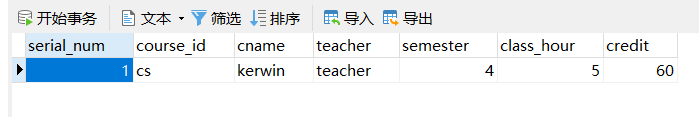 开始事务 文本 筛选 排序 导入 导出
serial_num course_id cname teacher semester class_hour credit
1 cs kerwin teacher 4 5 60